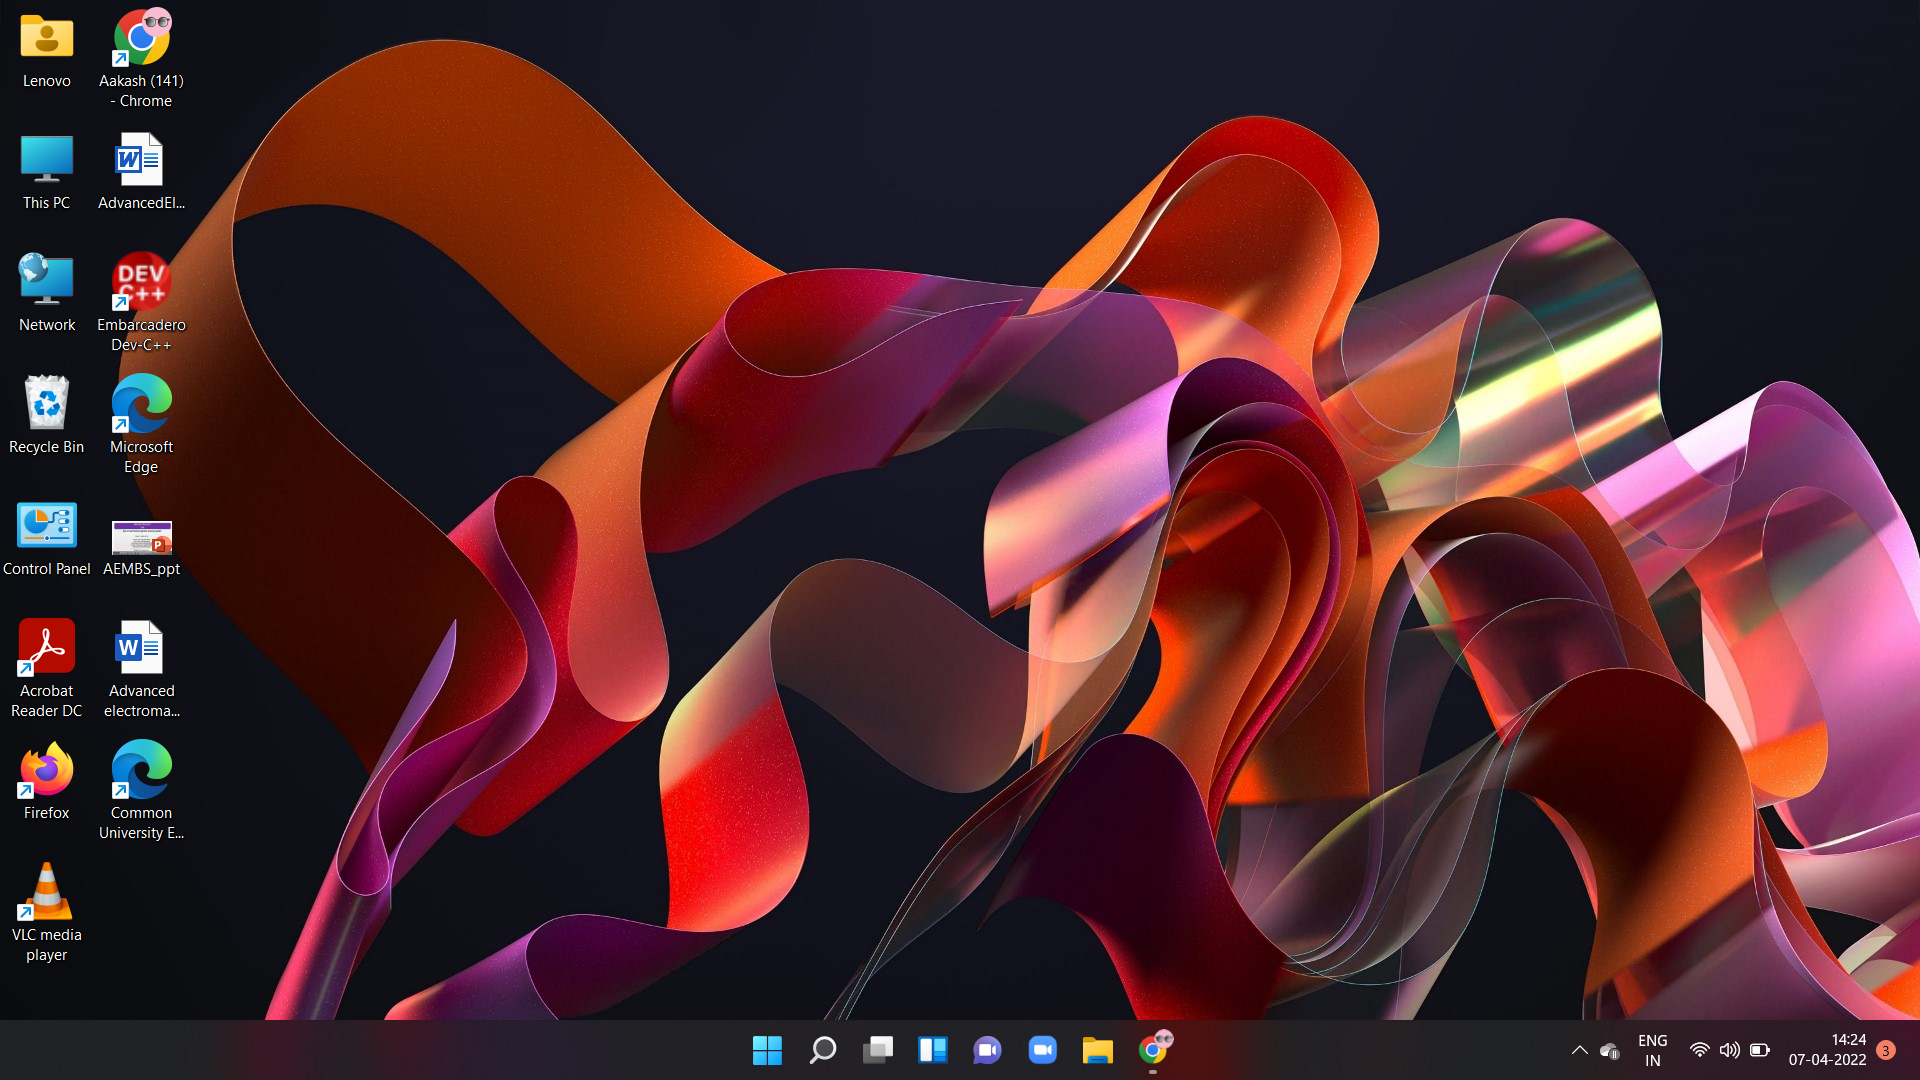 Lenovo
Aakash (141)
- Chrome
This PC
AdvancedEl...
Network
DEV
C++
Embarcadero
Dev-C++
Recycle Bin
Microsoft
Edge
Control Panel
AEMBS_ppt
Acrobat
Reader DC
Advanced
electroma...
Firefox
Common
University E...
VLC media
player
ENG
IN
14:24
07-04-2022
3